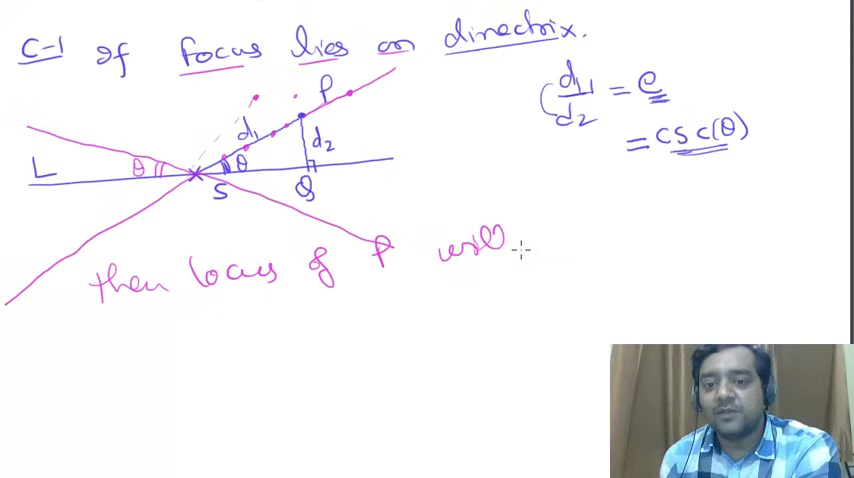 C-1 If focus lies on directrix.
P
d1
d2
d1/d2 = e
= csc(θ)
L θ θ
S Q
then locus of P will